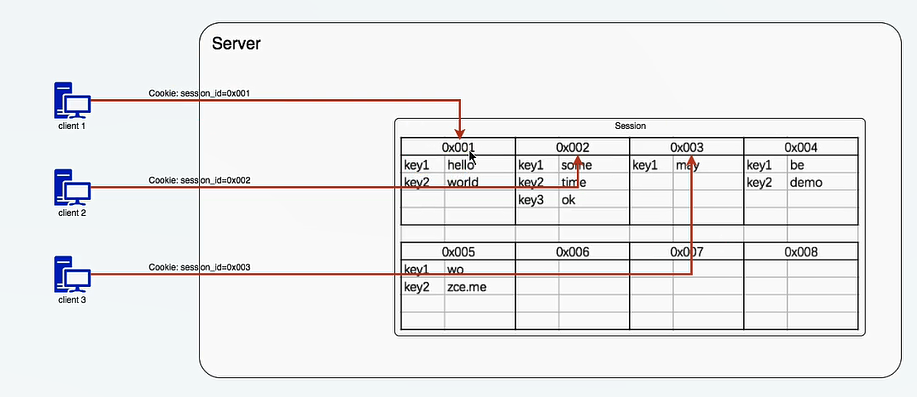 Server
Cookie: session_id=0x001
client 1
Session
0x001 0x002 0x003 0x004
key1 hello key1 some key1 may key1 be
key2 world key2 time key2 demo
key3 ok
Cookie: session_id=0x002
client 2
0x005 0x006 0x007 0x008
key1 wo
key2 zce.me
Cookie: session_id=0x003
client 3